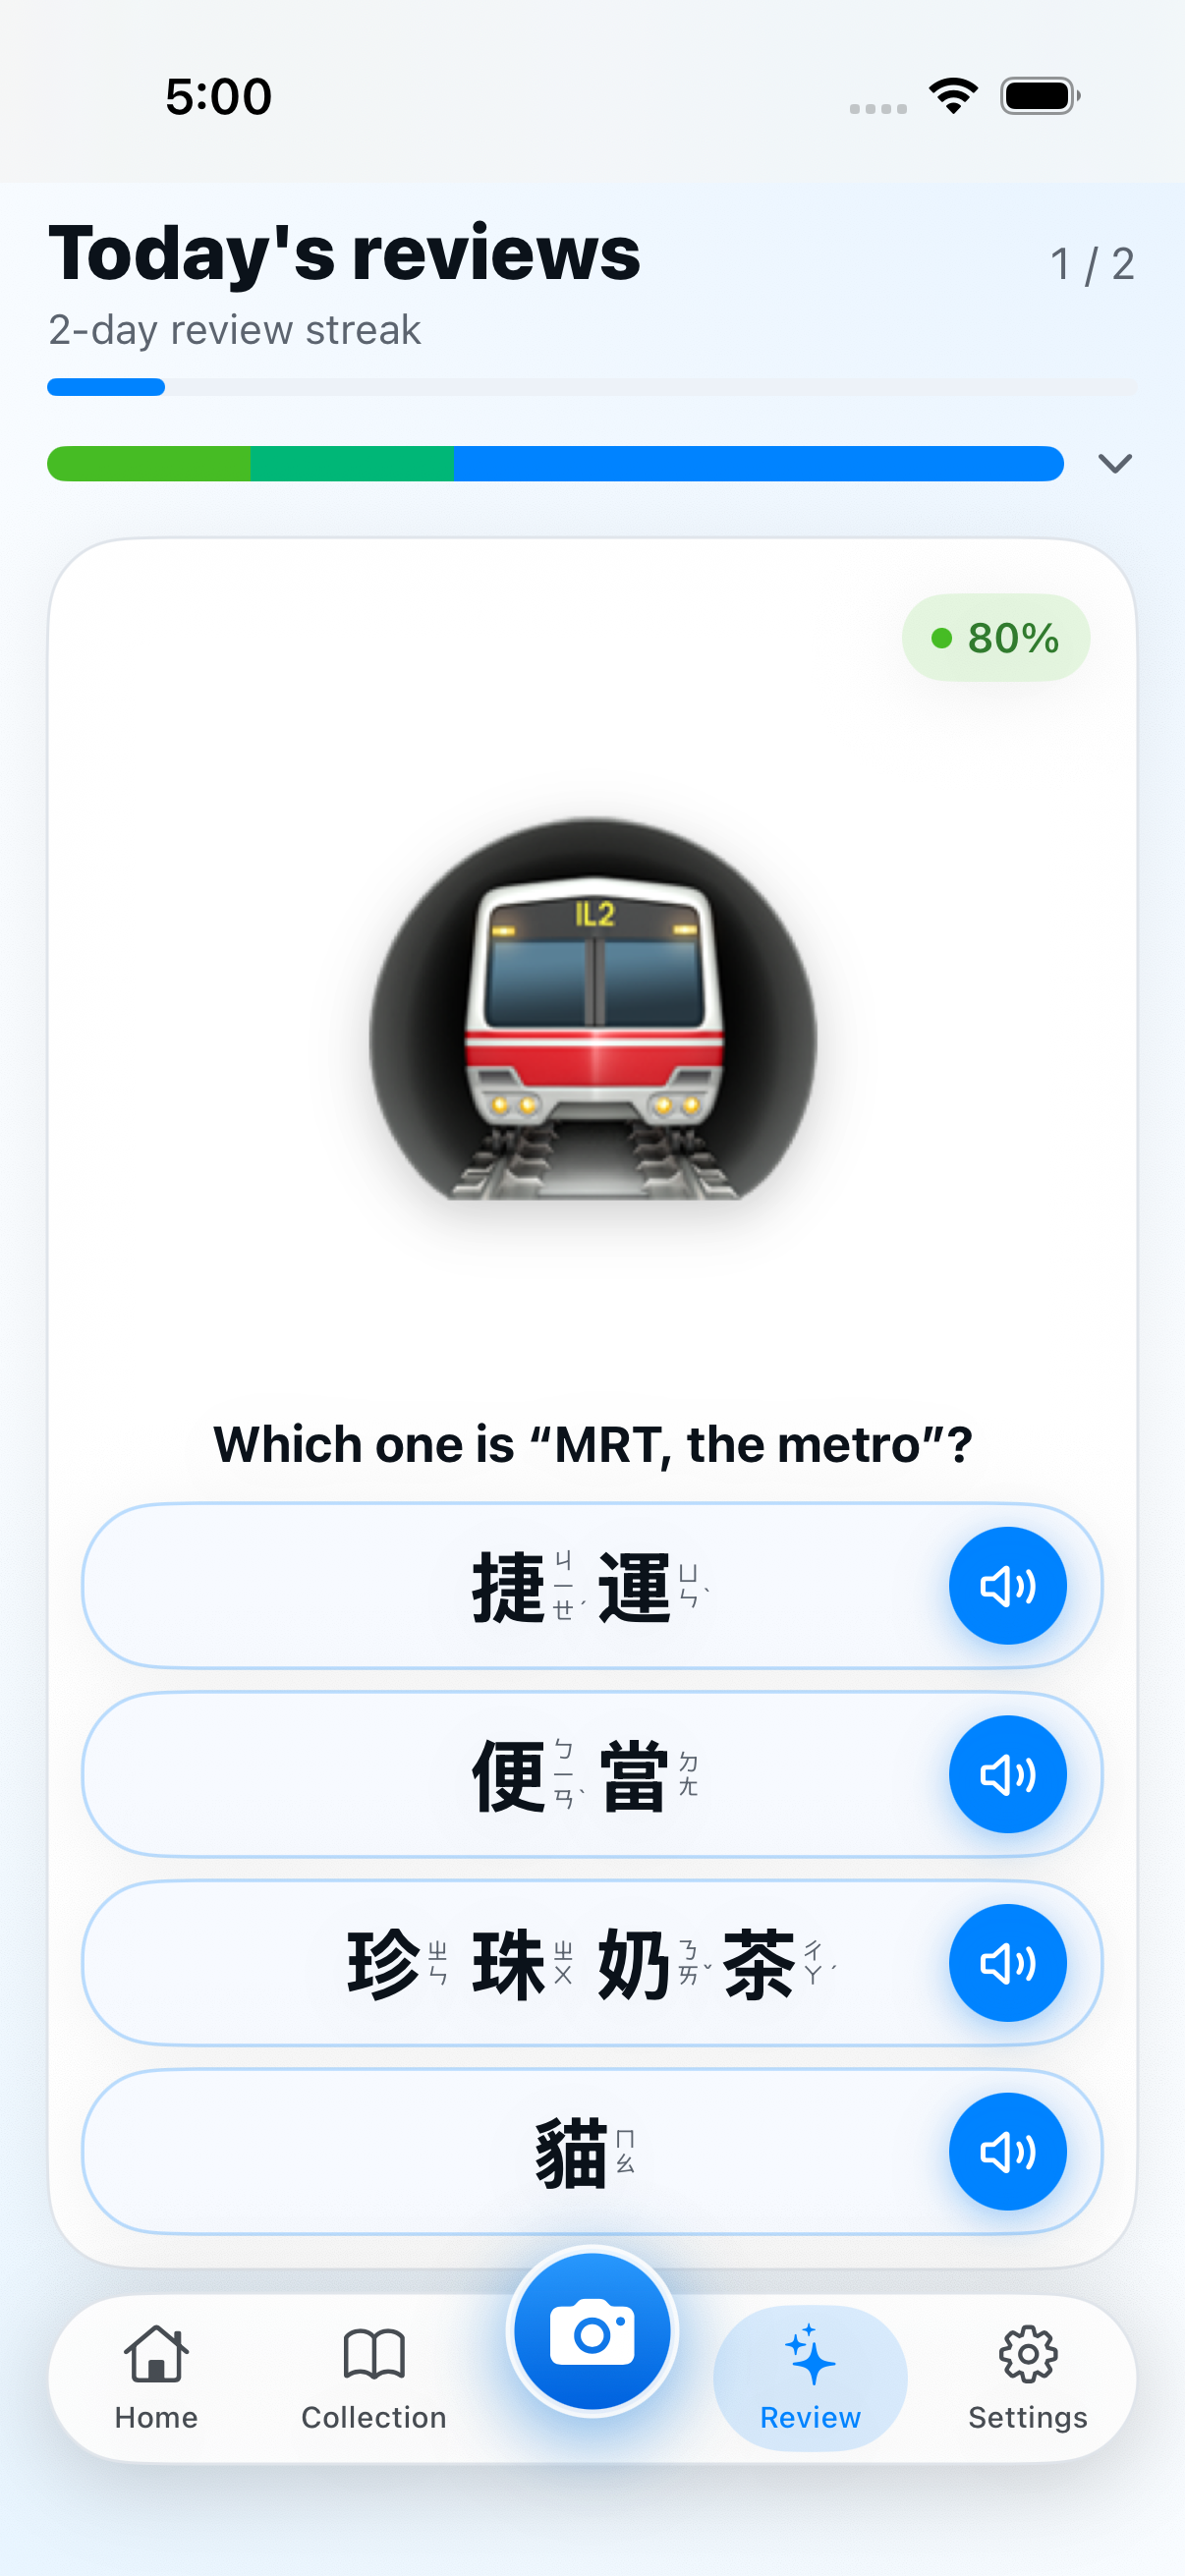 5:00
Today's reviews
1 / 2
2-day review streak
80%
IL2
Which one is “MRT, the metro”?
捷ㄐㄧㄝˊ運ㄩㄣˋ
便ㄅㄧㄢˋ當ㄉㄤ
珍ㄓㄣ珠ㄓㄨ奶ㄋㄞˇ茶ㄔㄚˊ
貓ㄇㄠ
Home
Collection
Review
Settings